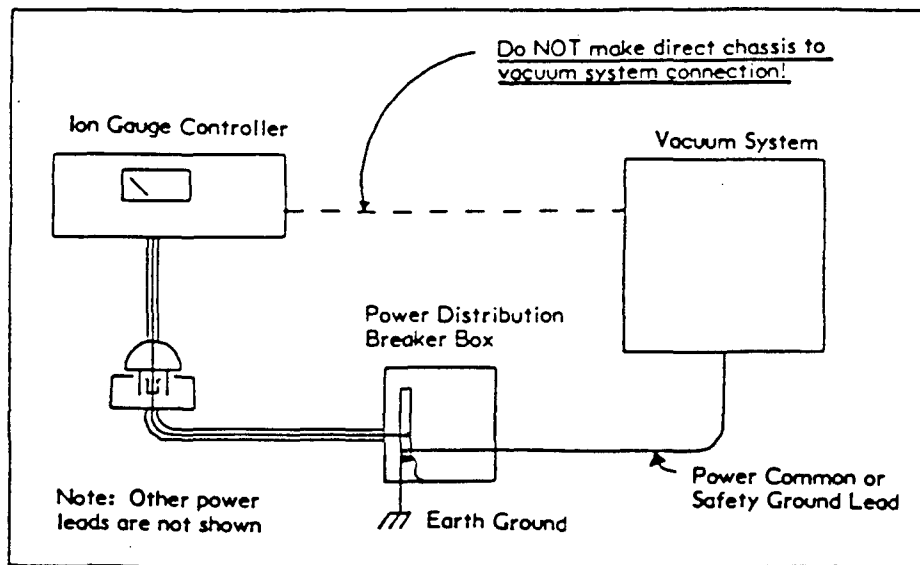 Do NOT make direct chassis to
vacuum system connection!
Ion Gauge Controller
Vacuum System
Power Distribution
Breaker Box
Power Common or
Safety Ground Lead
Note: Other power
leads are not shown
Earth Ground